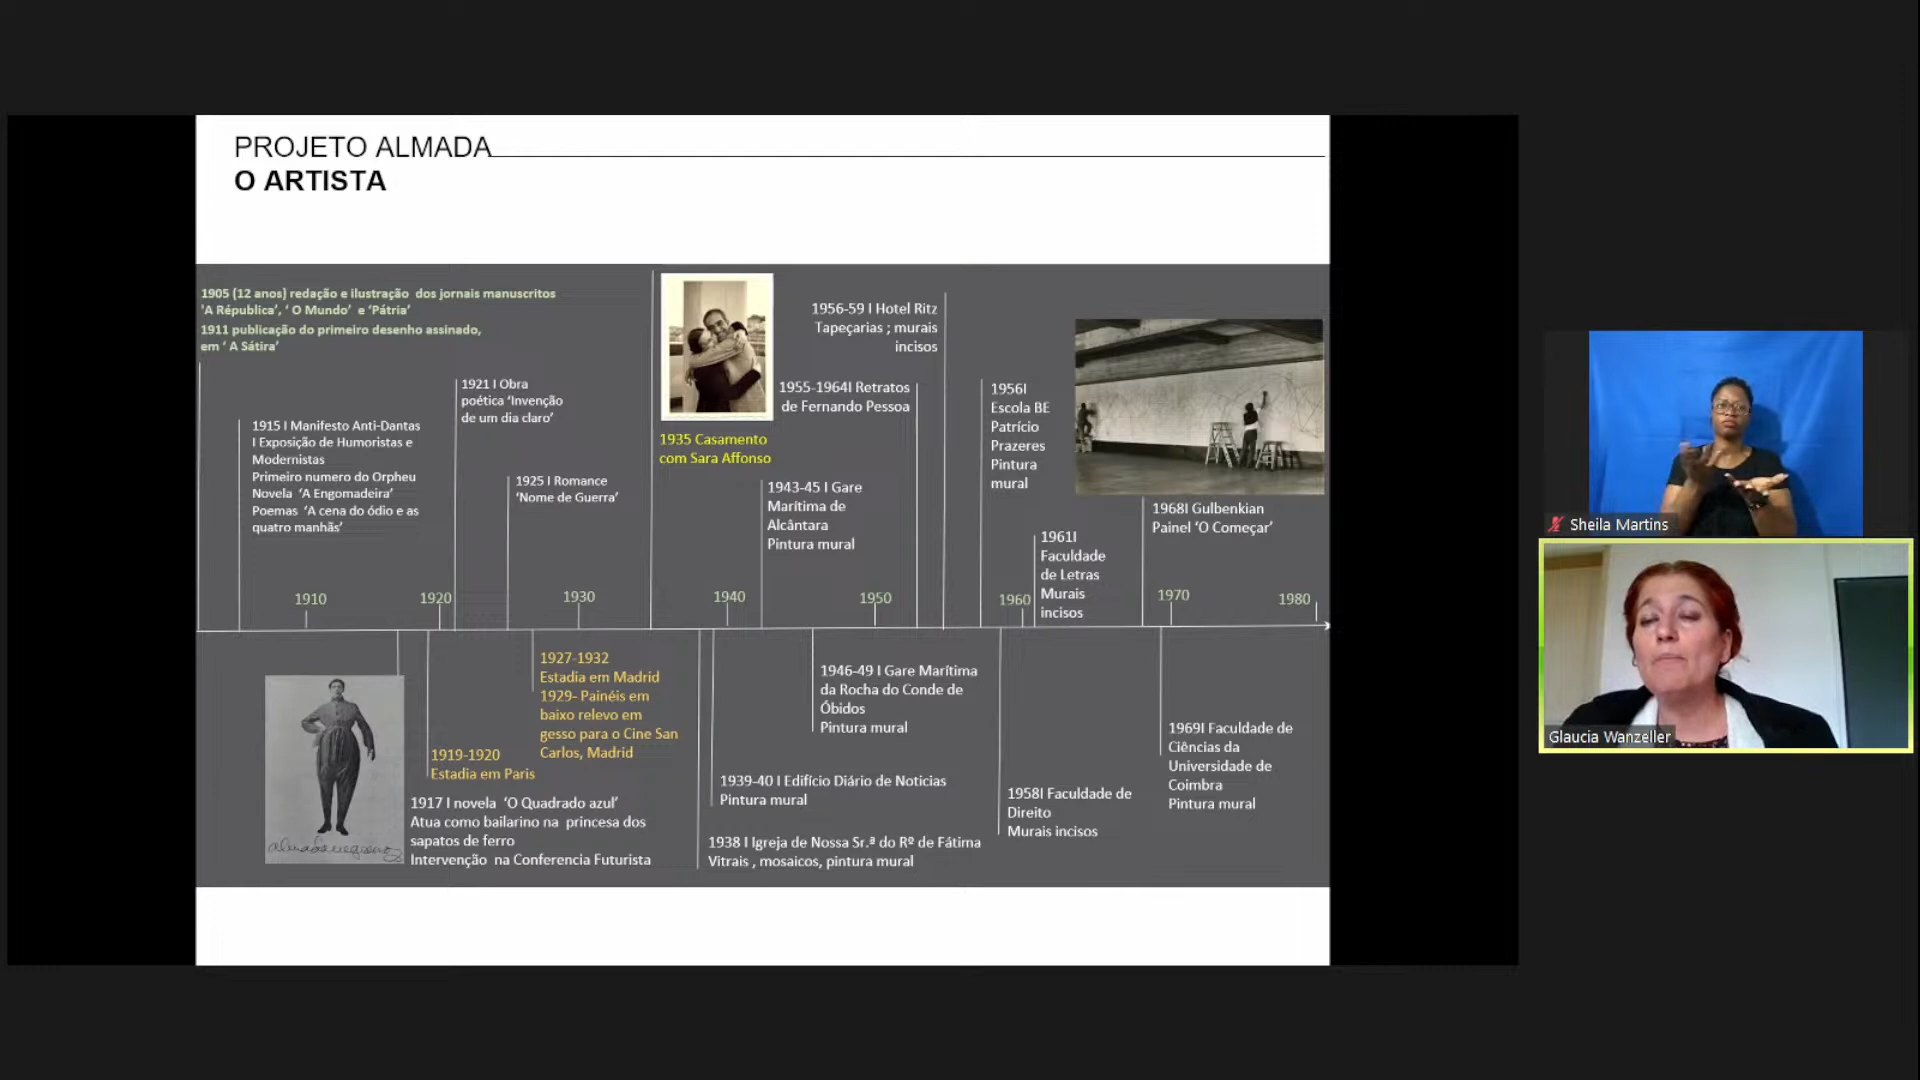 PROJETO ALMADA
O ARTISTA
1905 (12 anos) redação e ilustração dos jornais manuscritos
'A Républica', ' O Mundo' e 'Pátria'
1911 publicação do primeiro desenho assinado,
em ' A Sátira'
1915 I Manifesto Anti-Dantas
I Exposição de Humoristas e
Modernistas
Primeiro numero do Orpheu
Novela 'A Engomadeira'
Poemas 'A cena do ódio e as
quatro manhãs'
1921 I Obra
poética 'Invenção
de um dia claro'
1925 I Romance
'Nome de Guerra'
1935 Casamento
com Sara Affonso
1956-59 I Hotel Ritz
Tapeçarias ; murais
incisos
1955-1964I Retratos
de Fernando Pessoa
1943-45 I Gare
Marítima de
Alcântara
Pintura mural
1956I
Escola BE
Patrício
Prazeres
Pintura
mural
1961I
Faculdade
de Letras
Murais
incisos
1968I Gulbenkian
Painel 'O Começar'
1910
1920
1930
1940
1950
1960
1970
1980
almada negreiros
1919-1920
Estadia em Paris
1927-1932
Estadia em Madrid
1929- Painéis em
baixo relevo em
gesso para o Cine San
Carlos, Madrid
1917 I novela 'O Quadrado azul'
Atua como bailarino na princesa dos
sapatos de ferro
Intervenção na Conferencia Futurista
1946-49 I Gare Marítima
da Rocha do Conde de
Óbidos
Pintura mural
1939-40 I Edifício Diário de Noticias
Pintura mural
1938 I Igreja de Nossa Sr.ª do Rº de Fátima
Vitrais , mosaicos, pintura mural
1958I Faculdade de
Direito
Murais incisos
1969I Faculdade de
Ciências da
Universidade de
Coimbra
Pintura mural
Sheila Martins
Glaucia Wanzeller